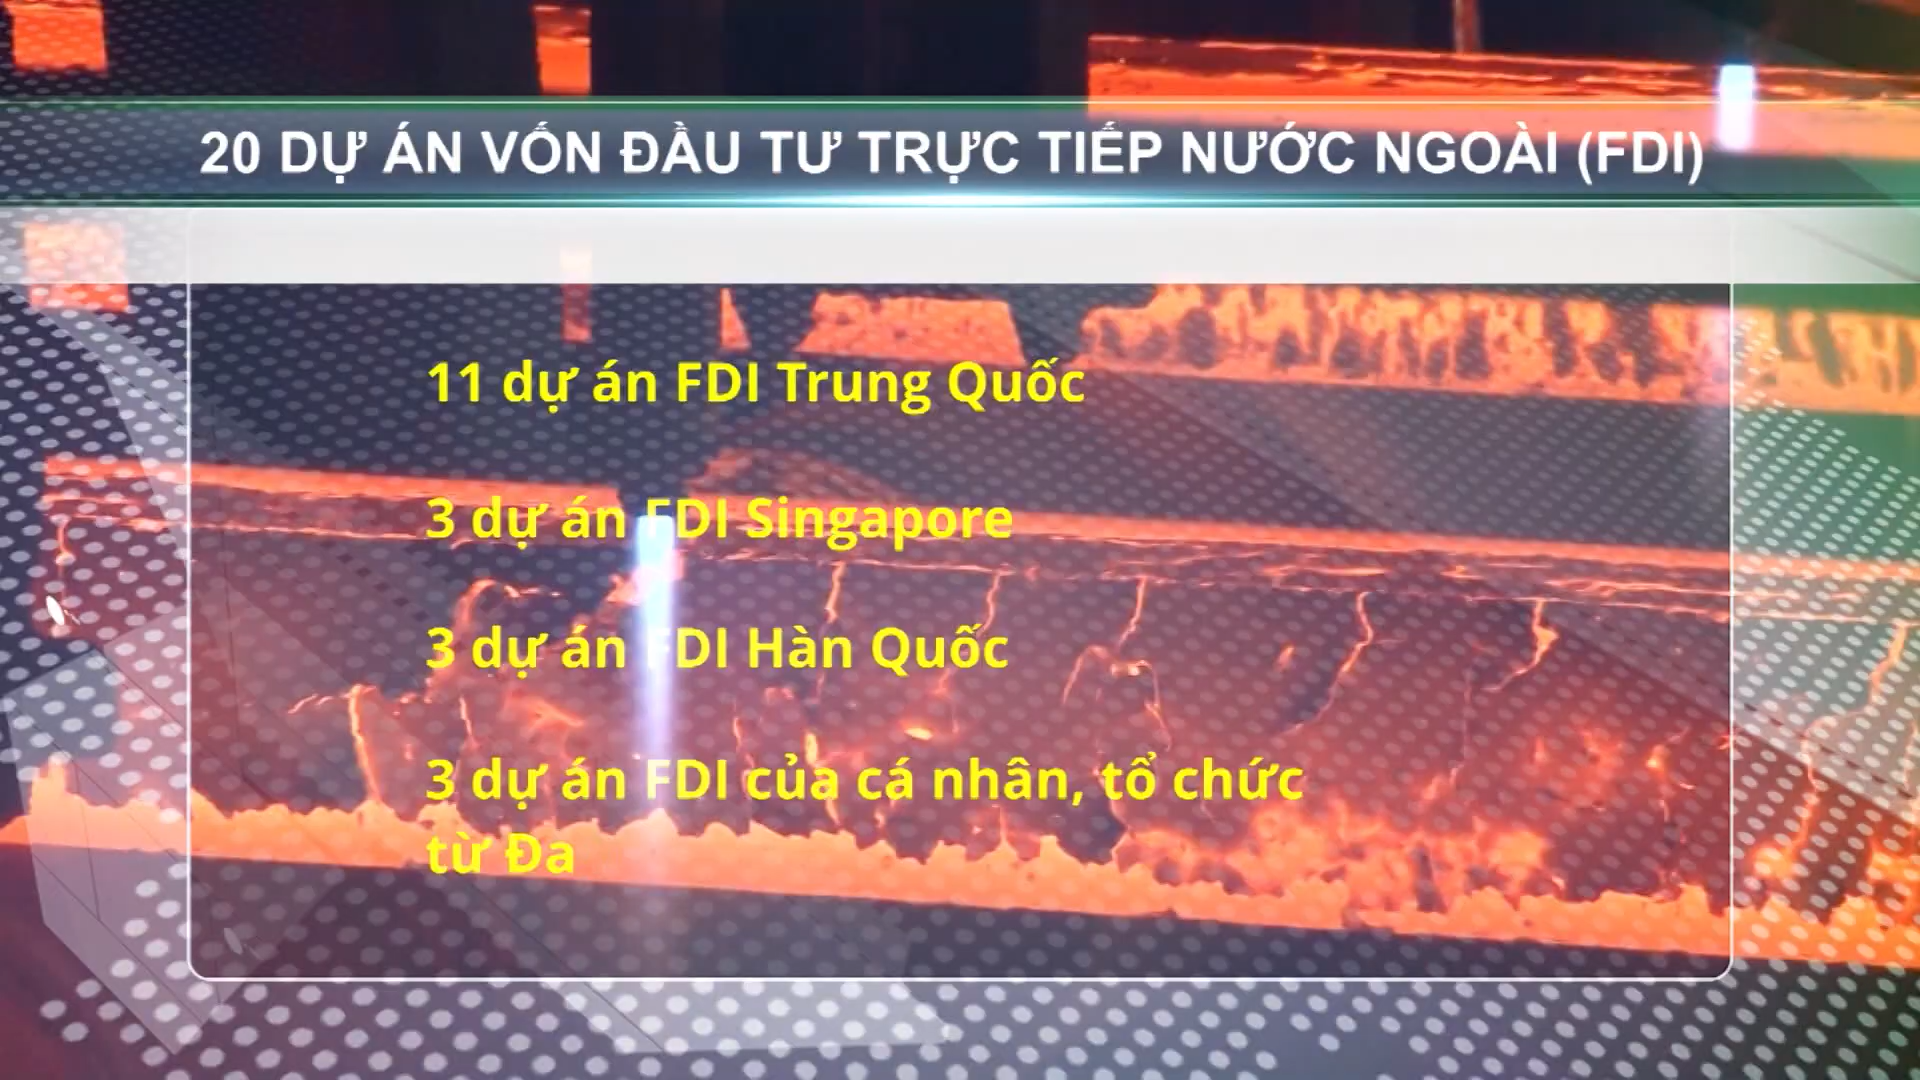 20 DỰ ÁN VỐN ĐẦU TƯ TRỰC TIẾP NƯỚC NGOÀI (FDI)
11 dự án FDI Trung Quốc
3 dự án FDI Singapore
3 dự án FDI Hàn Quốc
3 dự án FDI của cá nhân, tổ chức
từ Đa